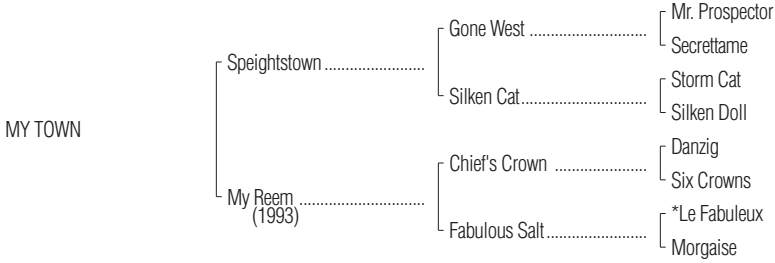 Mr. Prospector
Gone West ..........................
Secrettame
Speightstown ......................
Storm Cat
Silken Cat............................
Silken Doll
MY TOWN
Danzig
Chief's Crown ....................
Six Crowns
My Reem ...........................
(1993)
*Le Fabuleux
Fabulous Salt......................
Morgaise